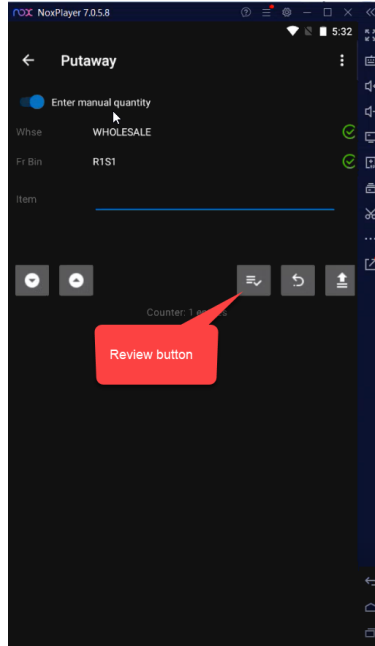 NOX NoxPlayer 7.0.5.8
5:32
Putaway
Enter manual quantity
Whse WHOLESALE
Fr Bin R1S1
Item
Counter: 1
Review button